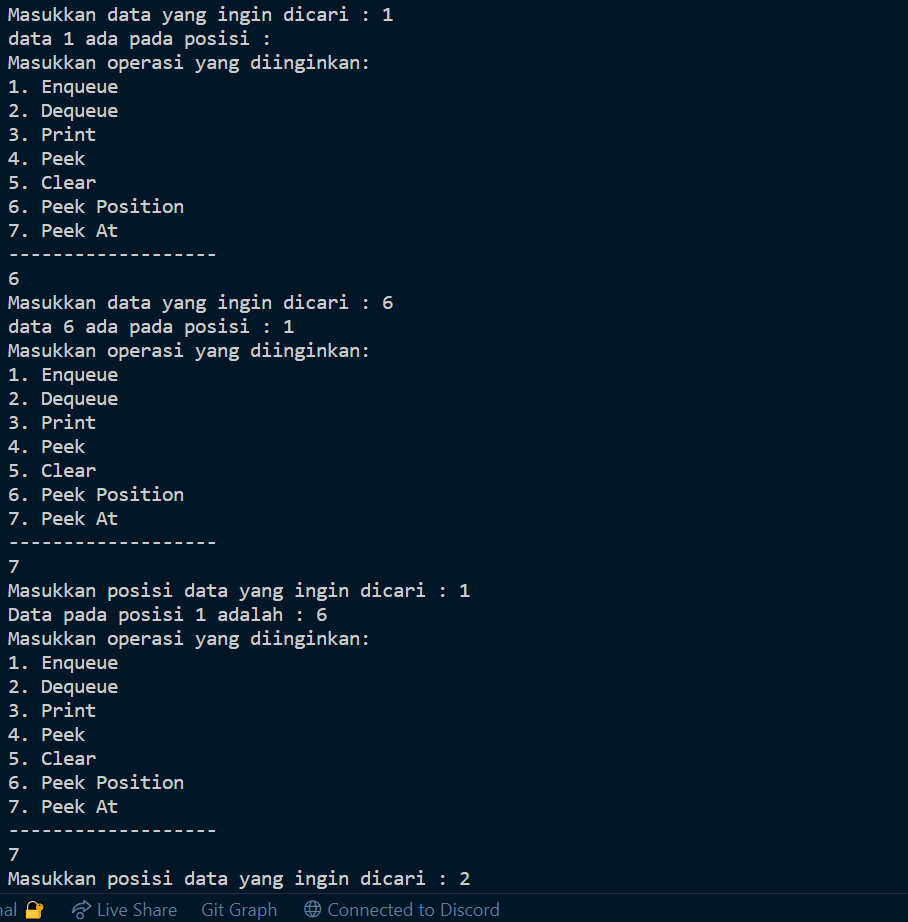 Masukkan data yang ingin dicari : 1
data 1 ada pada posisi :
Masukkan operasi yang diinginkan:
1. Enqueue
2. Dequeue
3. Print
4. Peek
5. Clear
6. Peek Position
7. Peek At
-------------------
6
Masukkan data yang ingin dicari : 6
data 6 ada pada posisi : 1
Masukkan operasi yang diinginkan:
1. Enqueue
2. Dequeue
3. Print
4. Peek
5. Clear
6. Peek Position
7. Peek At
-------------------
7
Masukkan posisi data yang ingin dicari : 1
Data pada posisi 1 adalah : 6
Masukkan operasi yang diinginkan:
1. Enqueue
2. Dequeue
3. Print
4. Peek
5. Clear
6. Peek Position
7. Peek At
-------------------
7
Masukkan posisi data yang ingin dicari : 2
nal 🔐 Live Share Git Graph Connected to Discord